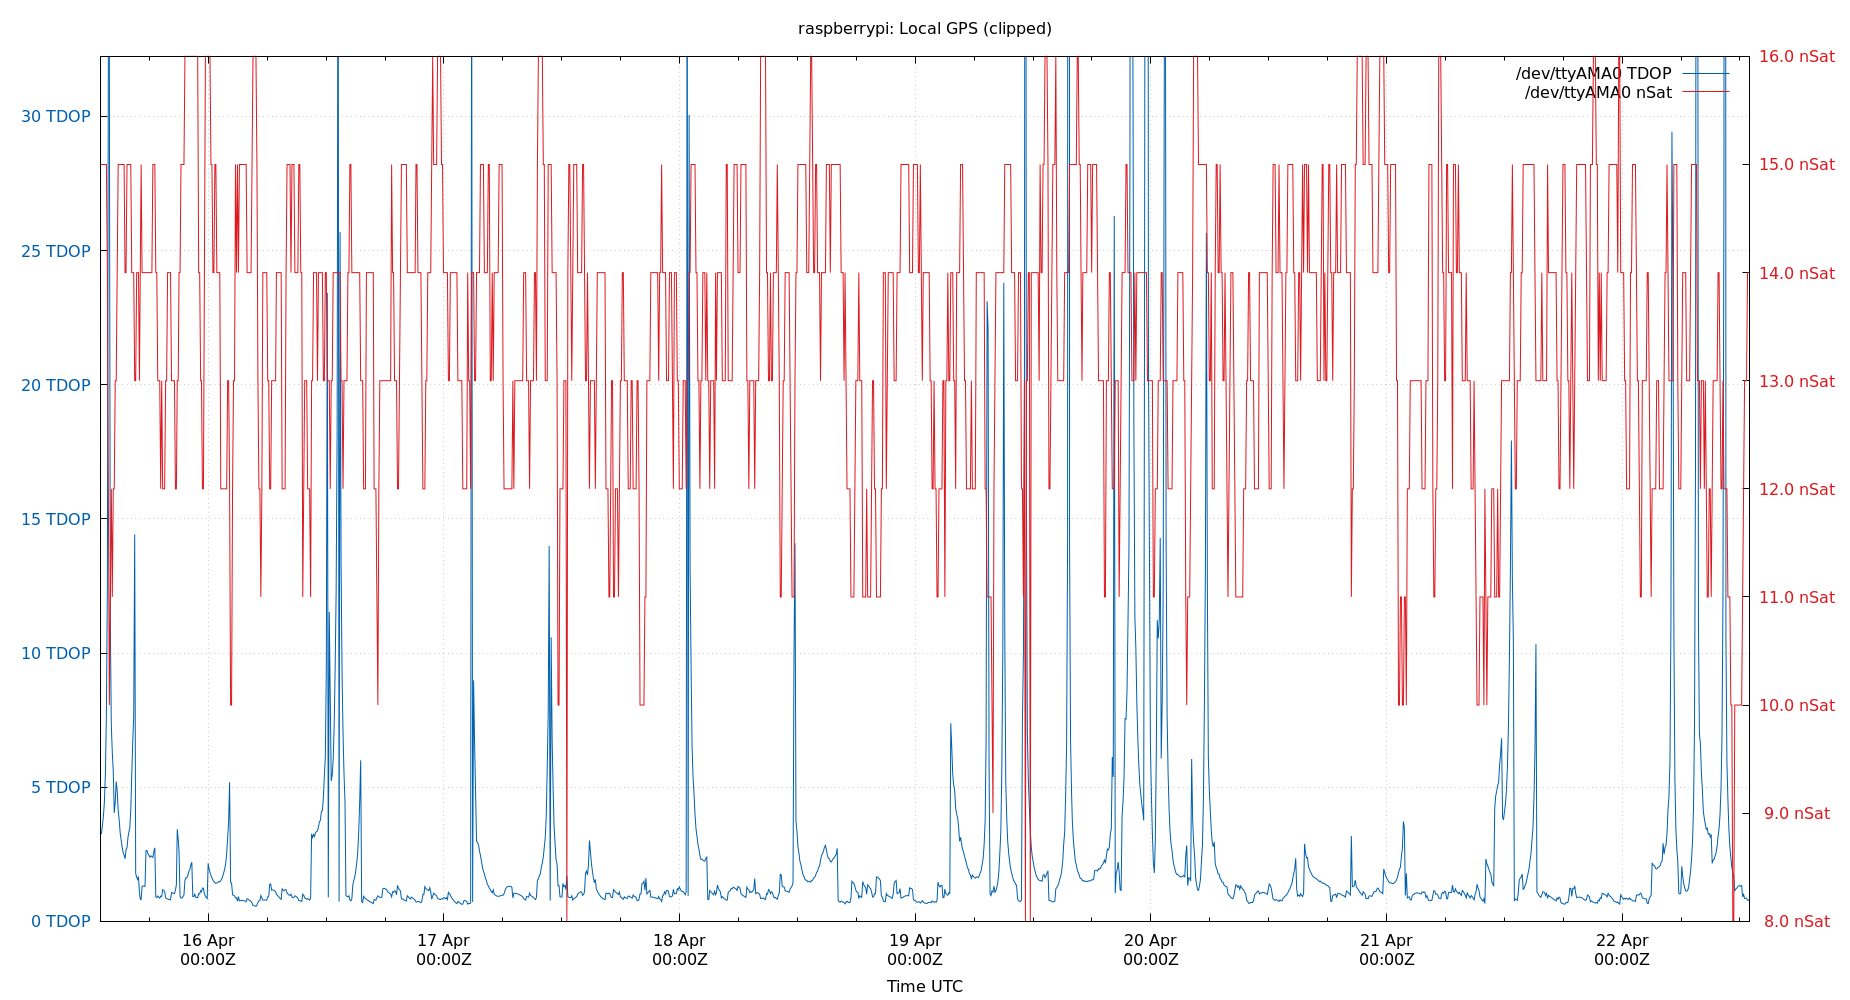 raspberrypi: Local GPS (clipped)
/dev/ttyAMA0 TDOP
/dev/ttyAMA0 nSat
30 TDOP
25 TDOP
20 TDOP
15 TDOP
10 TDOP
5 TDOP
0 TDOP
16.0 nSat
15.0 nSat
14.0 nSat
13.0 nSat
12.0 nSat
11.0 nSat
10.0 nSat
9.0 nSat
8.0 nSat
16 Apr
00:00Z
17 Apr
00:00Z
18 Apr
00:00Z
19 Apr
00:00Z
20 Apr
00:00Z
21 Apr
00:00Z
22 Apr
00:00Z
Time UTC